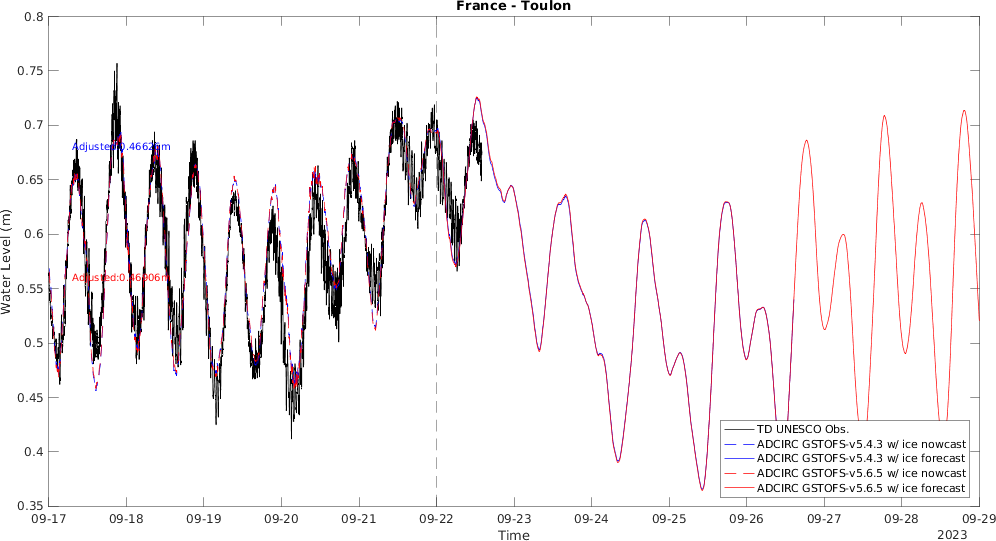 France - Toulon
0.8
0.75
0.7
0.65
0.6
0.55
0.5
0.45
0.4
0.35
Water Level (m)
Adjusted:0.46626m
Adjusted:0.46906m
TD UNESCO Obs.
ADCIRC GSTOFS-v5.4.3 w/ ice nowcast
ADCIRC GSTOFS-v5.4.3 w/ ice forecast
ADCIRC GSTOFS-v5.6.5 w/ ice nowcast
ADCIRC GSTOFS-v5.6.5 w/ ice forecast
09-17 09-18 09-19 09-20 09-21 09-22 09-23 09-24 09-25 09-26 09-27 09-28 09-29
Time
2023